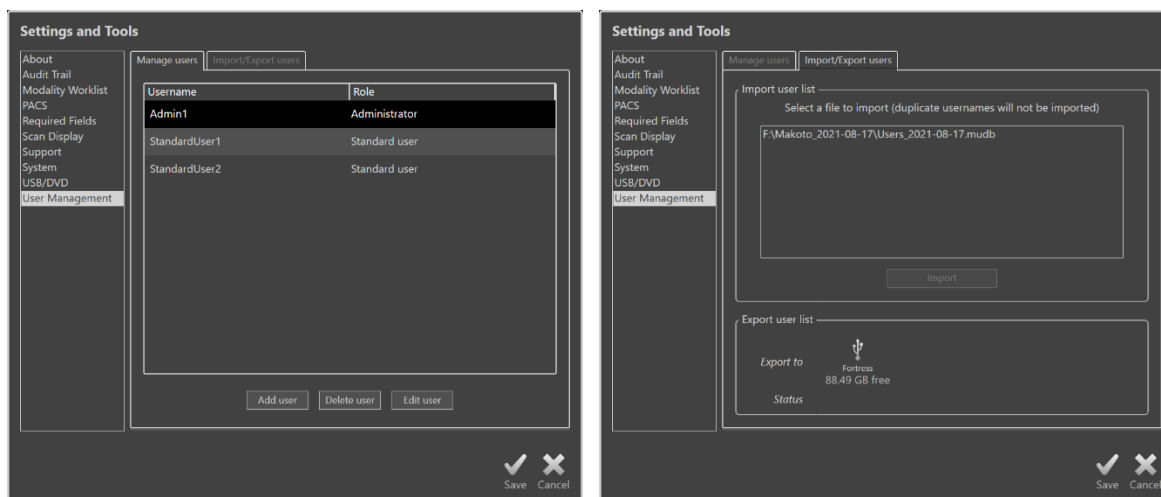 Settings and Tools
About
Audit Trail
Modality Worklist
PACS
Required Fields
Scan Display
Support
System
USB/DVD
User Management
Manage users
Import/Export users
Username Role
Admin1 Administrator
StandardUser1 Standard user
StandardUser2 Standard user
Add user Delete user Edit user
Save Cancel
Settings and Tools
About
Audit Trail
Modality Worklist
PACS
Required Fields
Scan Display
Support
System
USB/DVD
User Management
Manage users
Import/Export users
Import user list
Select a file to import (duplicate usernames will not be imported)
F:\Makoto_2021-08-17\Users_2021-08-17.mudb
Import
Export user list
Export to
Fortress
88.49 GB free
Status
Save Cancel